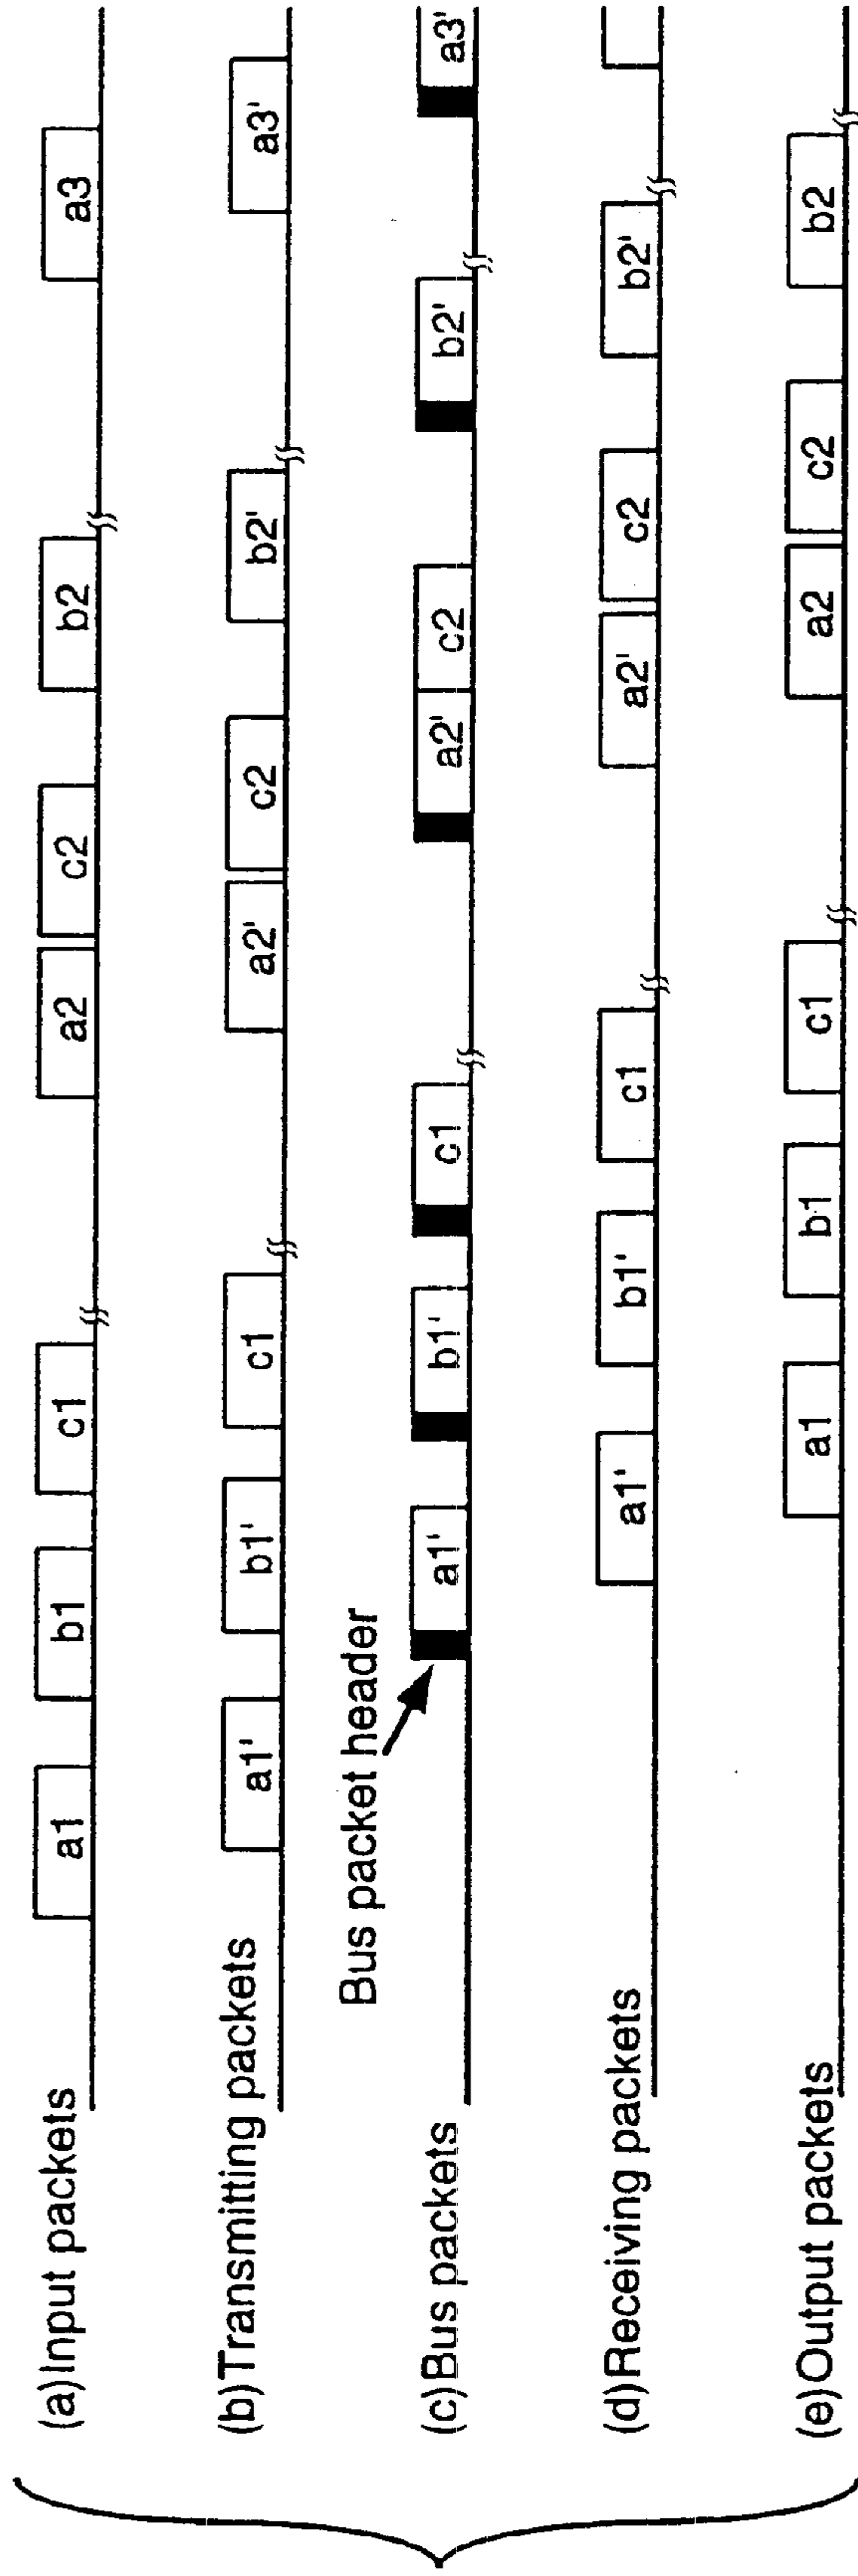 (a)Input packets
a1 b1 c1 a2 c2 b2 a3
(b)Transmitting packets
a1' b1' c1 a2' c2 b2' a3'
Bus packet header
(c)Bus packets
a1' b1' c1 a2' c2 b2' a3'
(d)Receiving packets
a1' b1' c1 a2' c2 b2'
(e)Output packets
a1 b1 c1 a2 c2 b2